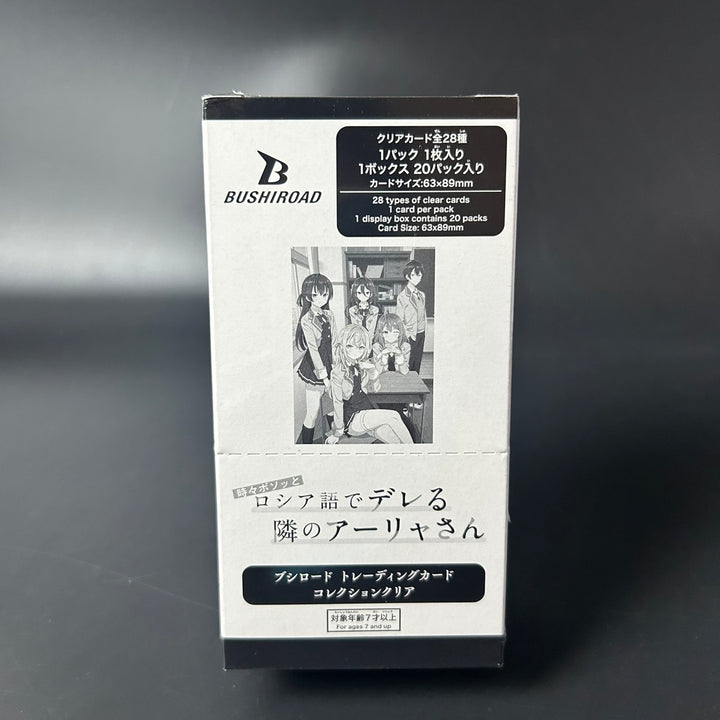 クリアカード全28種
1パック 1枚入り
1ボックス 20パック入り
カードサイズ:63×89mm
28 types of clear cards
1 card per pack
1 display box contains 20 packs
Card Size: 63x89mm
BUSHIROAD
時々ボソッと
ロシア語でデレる
隣のアーリャさん
ブシロード トレーディングカード
コレクションクリア
対象年齢7才以上
For ages 7 and up